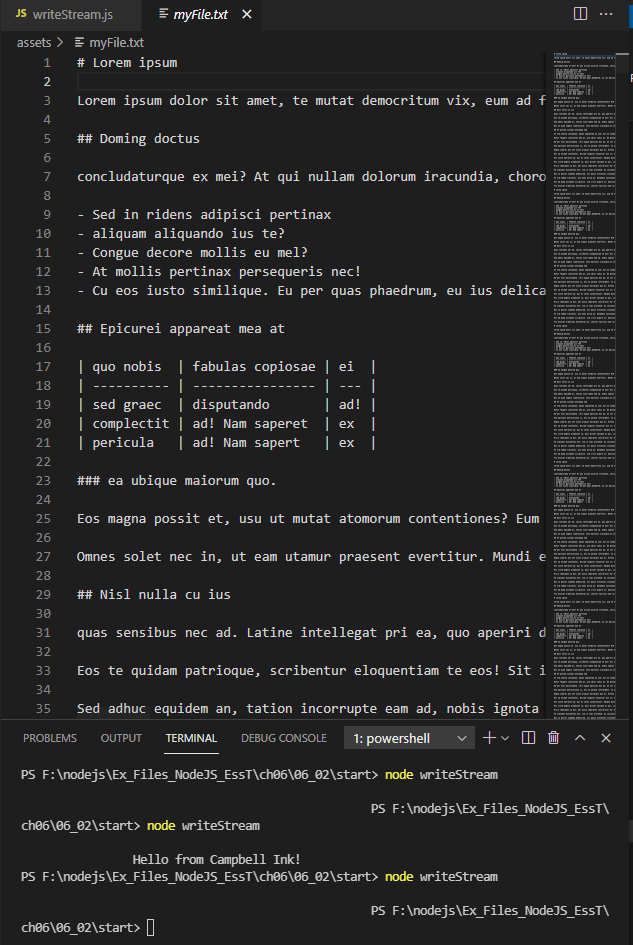 JS writeStream.js
myFile.txt
assets > myFile.txt
1 # Lorem ipsum
2
3 Lorem ipsum dolor sit amet, te mutat democritum vix, eum ad f
4
5 ## Doming doctus
6
7 concludaturque ex mei? At qui nullam dolorum iracundia, choro
8
9 - Sed in ridens adipisci pertinax
10 - aliquam aliquando ius te?
11 - Congue decore mollis eu mel?
12 - At mollis pertinax persequeris nec!
13 - Cu eos iusto similique. Eu per quas phaedrum, eu ius delica
14
15 ## Epicurei appareat mea at
16
17 | quo nobis  | fabulas copiosae | ei  |
18 | ---------- | ---------------- | --- |
19 | sed graec  | disputando       | ad! |
20 | complectit | ad! Nam saperet  | ex  |
21 | pericula   | ad! Nam sapert   | ex  |
22
23 ### ea ubique maiorum quo.
24
25 Eos magna possit et, usu ut mutat atomorum contentiones? Eum
26
27 Omnes solet nec in, ut eam utamur praesent evertitur. Mundi e
28
29 ## Nisl nulla cu ius
30
31 quas sensibus nec ad. Latine intellegat pri ea, quo aperiri d
32
33 Eos te quidam patrioque, scribentur eloquentiam te eos! Sit i
34
35 Sed adhuc equidem an, tation incorrupte eam ad, nobis ignota
PROBLEMS OUTPUT TERMINAL DEBUG CONSOLE 1: powershell
PS F:\nodejs\Ex_Files_NodeJS_EssT\ch06\06_02\start> node writeStream
PS F:\nodejs\Ex_Files_NodeJS_EssT\
ch06\06_02\start> node writeStream
Hello from Campbell Ink!
PS F:\nodejs\Ex_Files_NodeJS_EssT\ch06\06_02\start> node writeStream
PS F:\nodejs\Ex_Files_NodeJS_EssT\
ch06\06_02\start>